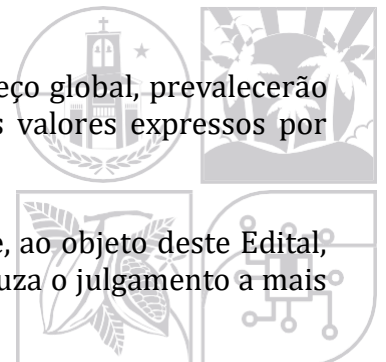 eço global, prevalecerão
s valores expressos por
e, ao objeto deste Edital,
uza o julgamento a mais